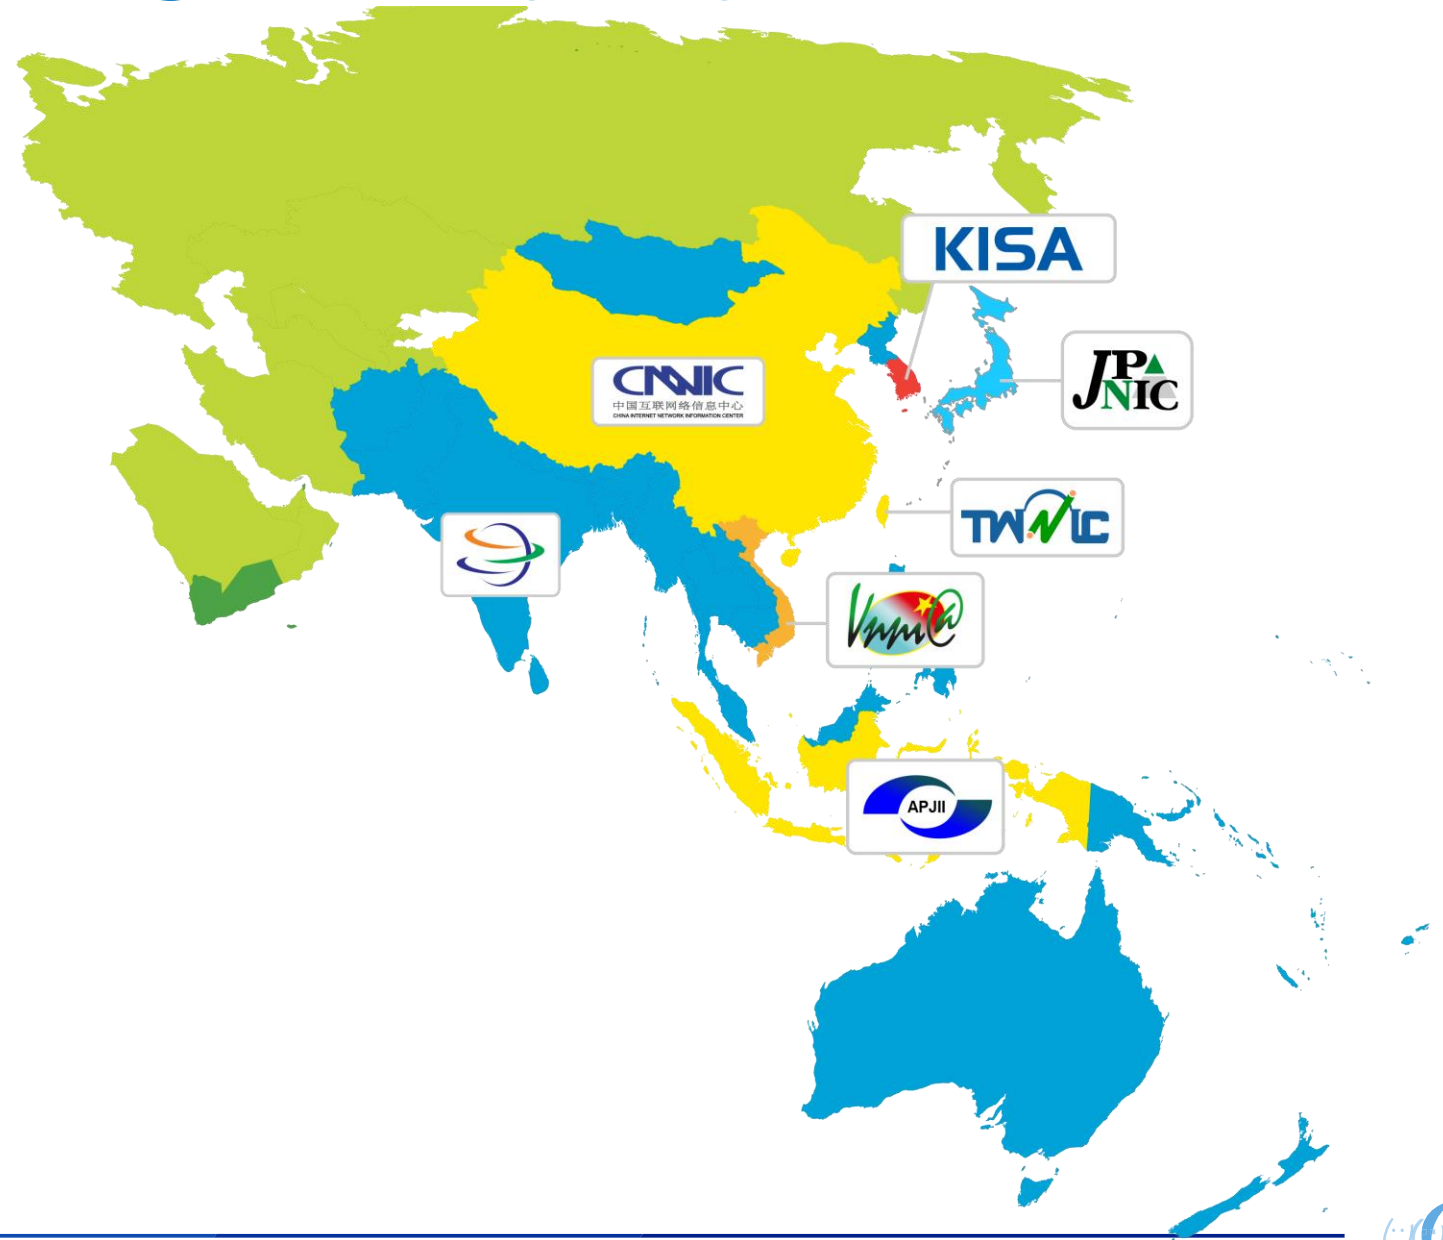 KISA
CNNIC
中国互联网络信息中心
CHINA INTERNET NETWORK INFORMATION CENTER
JPNIC
TWNIC
Vnnic
APJII